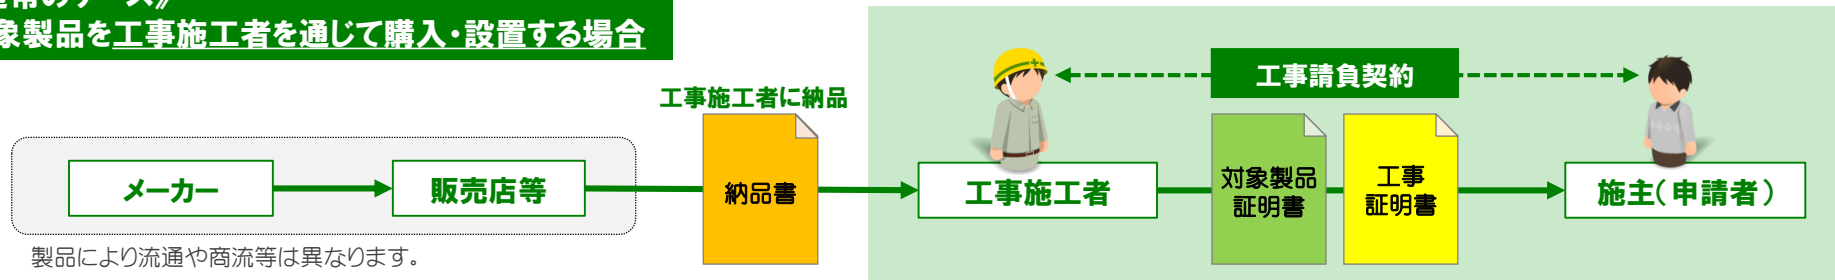 象製品を工事施工者を通じて購入・設置する場合
工事請負契約
工事施工者に納品
メーカー
販売店等
納品書
工事施工者
対象製品
証明書
工事
証明書
施主(申請者)
製品により流通や商流等は異なります。